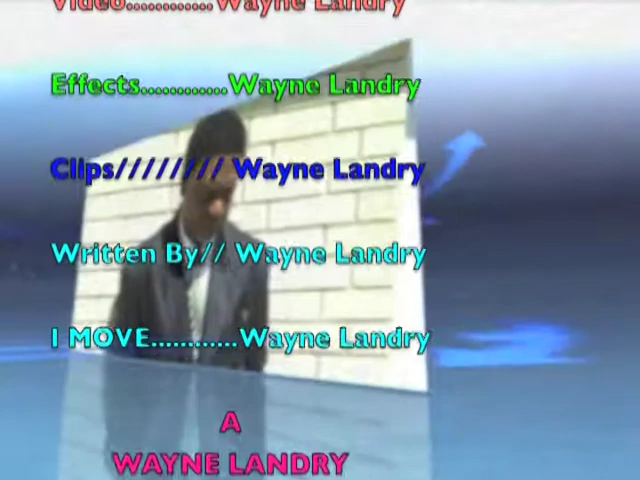 Video............Wayne Landry
Effects............Wayne Landry
Clips//////// Wayne Landry
Written By// Wayne Landry
I MOVE............Wayne Landry
A
WAYNE LANDRY